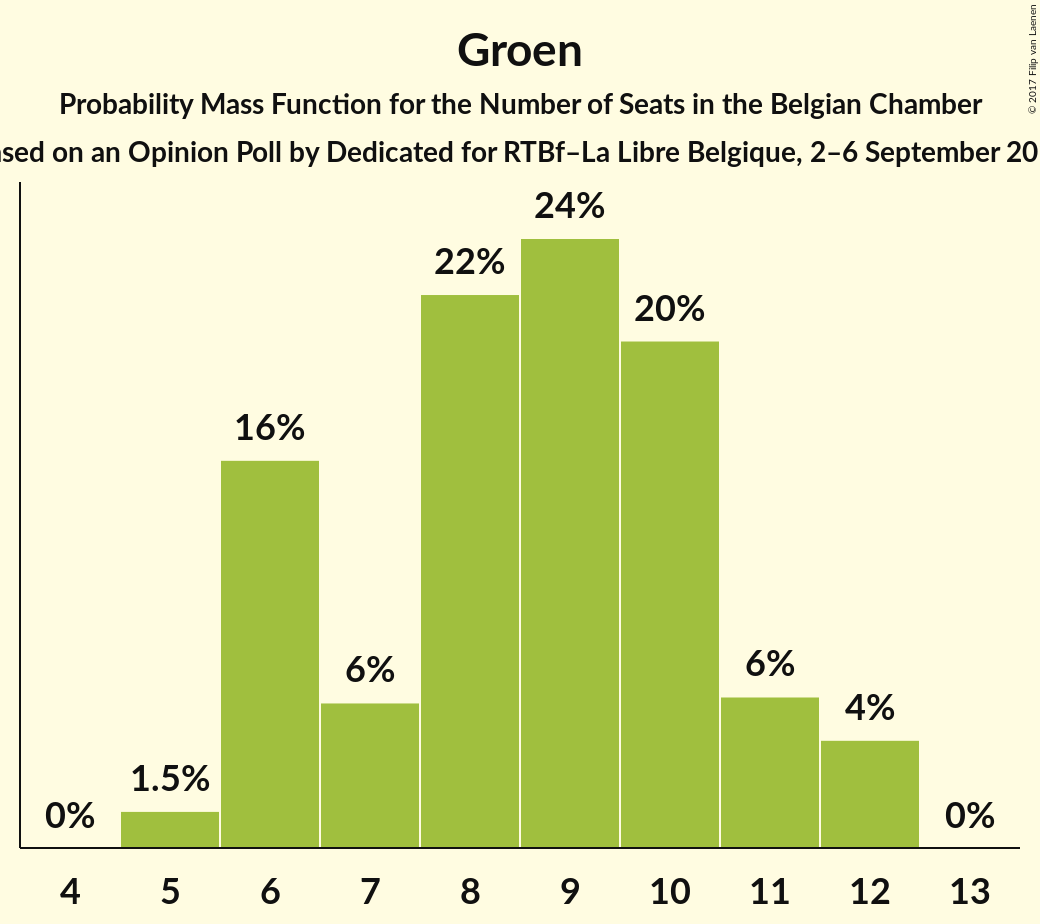 Groen
Probability Mass Function for the Number of Seats in the Belgian Chamber
on an Opinion Poll by Dedicated for RTBf–La Libre Belgique, 2–6 September
© 2017 Filip van Laenen
24%
22%
20%
16%
6%
6%
4%
1.5%
0%
0%
4 5 6 7 8 9 10 11 12 13